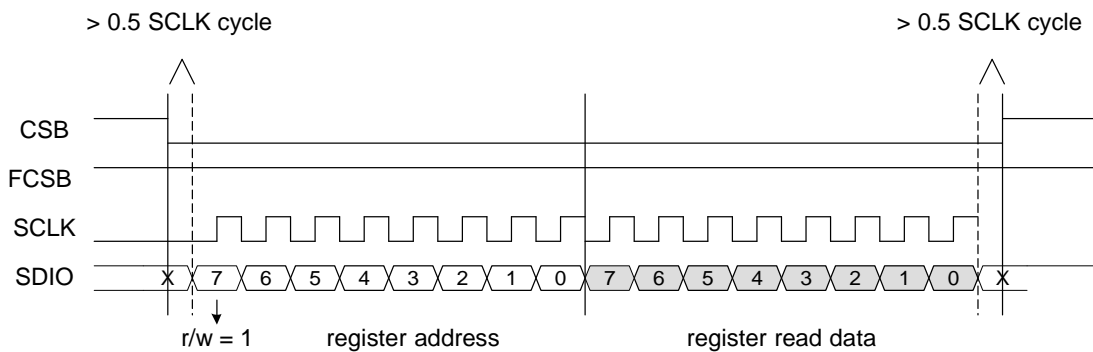 > 0.5 SCLK cycle > 0.5 SCLK cycle
CSB
FCSB
SCLK
SDIO X 7 6 5 4 3 2 1 0 7 6 5 4 3 2 1 0 X
r/w = 1 register address register read data